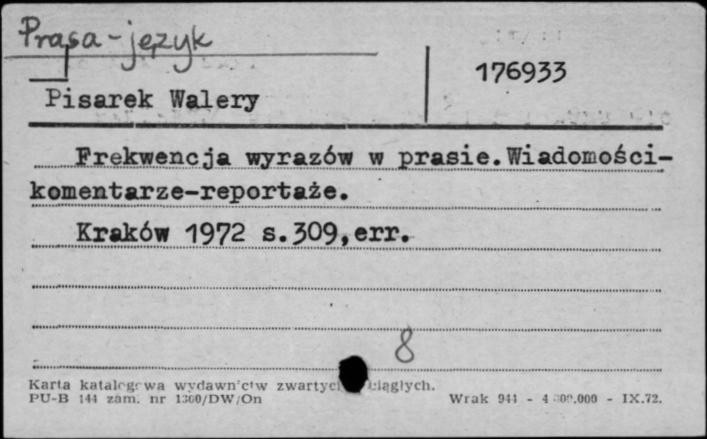 Prasa - język
176933
Pisarek Walery
Frekwencja wyrazów w prasie.Wiadomości-
komentarze-reportaże.
Kraków 1972 s.309,err.
8
Karta katalogowa wydawnictw zwartych ciągłych.
PU-B 144 zam. nr 1300/DW/On
Wrak 941 - 4 000.000 - IX.72.